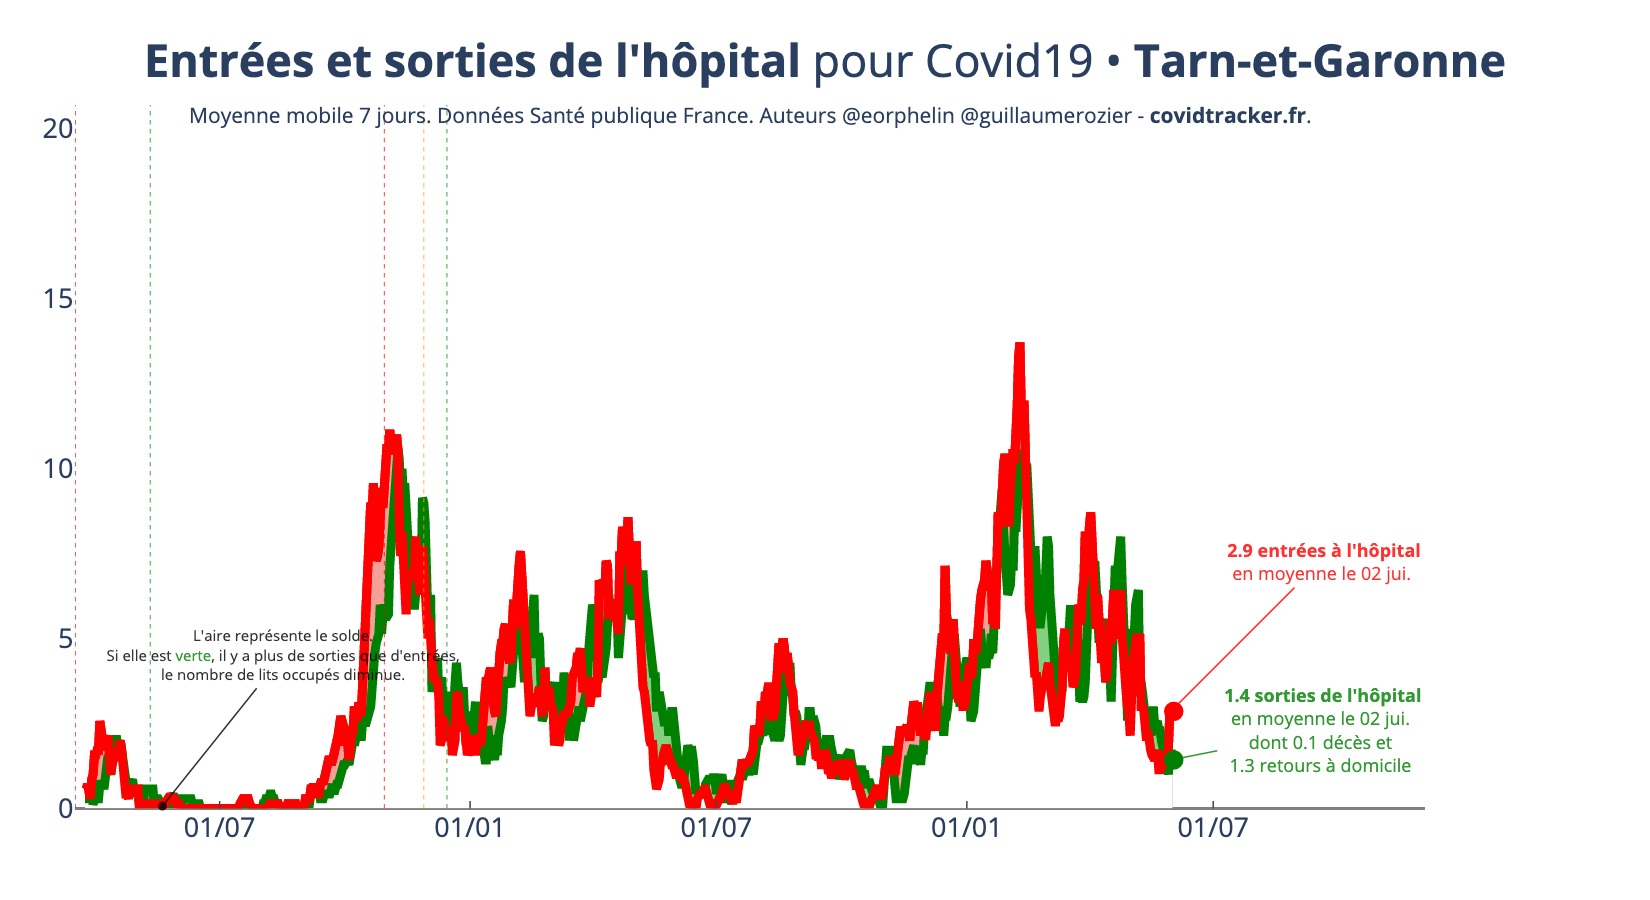 Entrées et sorties de l'hôpital pour Covid19 • Tarn-et-Garonne
Moyenne mobile 7 jours. Données Santé publique France. Auteurs @eorphelin @guillaumerozier - covidtracker.fr.
20
15
10
5
0
L'aire représente le solde.
Si elle est verte, il y a plus de sorties que d'entrées,
le nombre de lits occupés diminue.
2.9 entrées à l'hôpital
en moyenne le 02 jui.
1.4 sorties de l'hôpital
en moyenne le 02 jui.
dont 0.1 décès et
1.3 retours à domicile
01/07
01/01
01/07
01/01
01/07